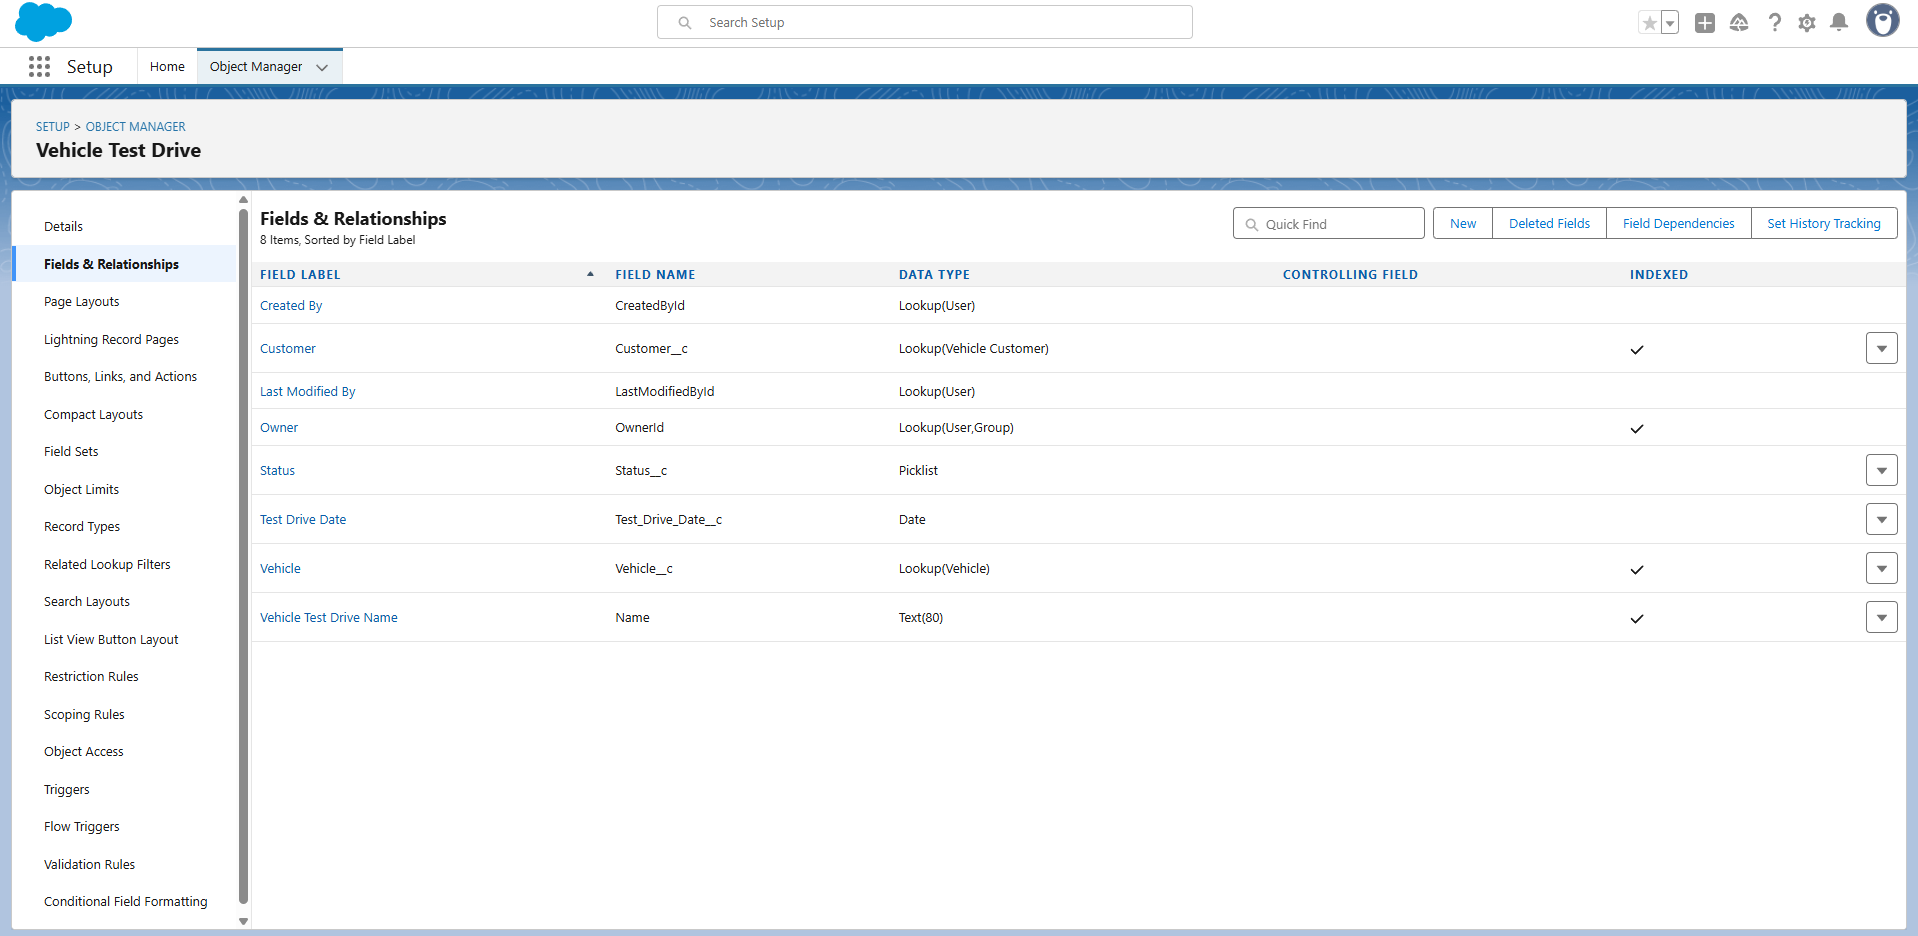 Search Setup
Setup
Home
Object Manager
SETUP > OBJECT MANAGER
Vehicle Test Drive
Details
Fields & Relationships
Page Layouts
Lightning Record Pages
Buttons, Links, and Actions
Compact Layouts
Field Sets
Object Limits
Record Types
Related Lookup Filters
Search Layouts
List View Button Layout
Restriction Rules
Scoping Rules
Object Access
Triggers
Flow Triggers
Validation Rules
Conditional Field Formatting
Fields & Relationships
8 Items, Sorted by Field Label
Quick Find
New
Deleted Fields
Field Dependencies
Set History Tracking
FIELD LABEL FIELD NAME DATA TYPE CONTROLLING FIELD INDEXED
Created By CreatedById Lookup(User)
Customer Customer__c Lookup(Vehicle Customer)
Last Modified By LastModifiedById Lookup(User)
Owner OwnerId Lookup(User,Group)
Status Status__c Picklist
Test Drive Date Test_Drive_Date__c Date
Vehicle Vehicle__c Lookup(Vehicle)
Vehicle Test Drive Name Name Text(80)